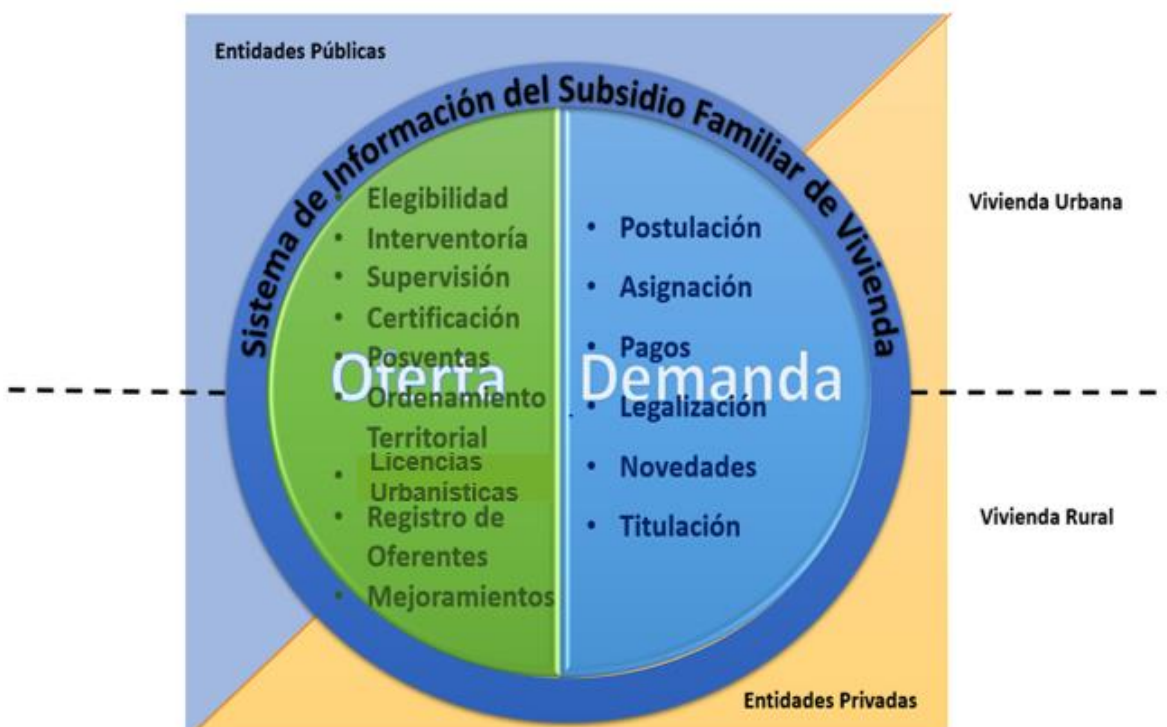 Entidades Públicas
Sistema de Información del Subsidio Familiar de Vivienda
• Elegibilidad
• Interventoría
• Supervisión
• Certificación
• Posventas
Oferta
• Ordenamiento
Territorial
• Licencias
Urbanísticas
• Registro de
Oferentes
• Mejoramientos
• Postulación
• Asignación
• Pagos
Demanda
• Legalización
• Novedades
• Titulación
Vivienda Urbana
Vivienda Rural
Entidades Privadas